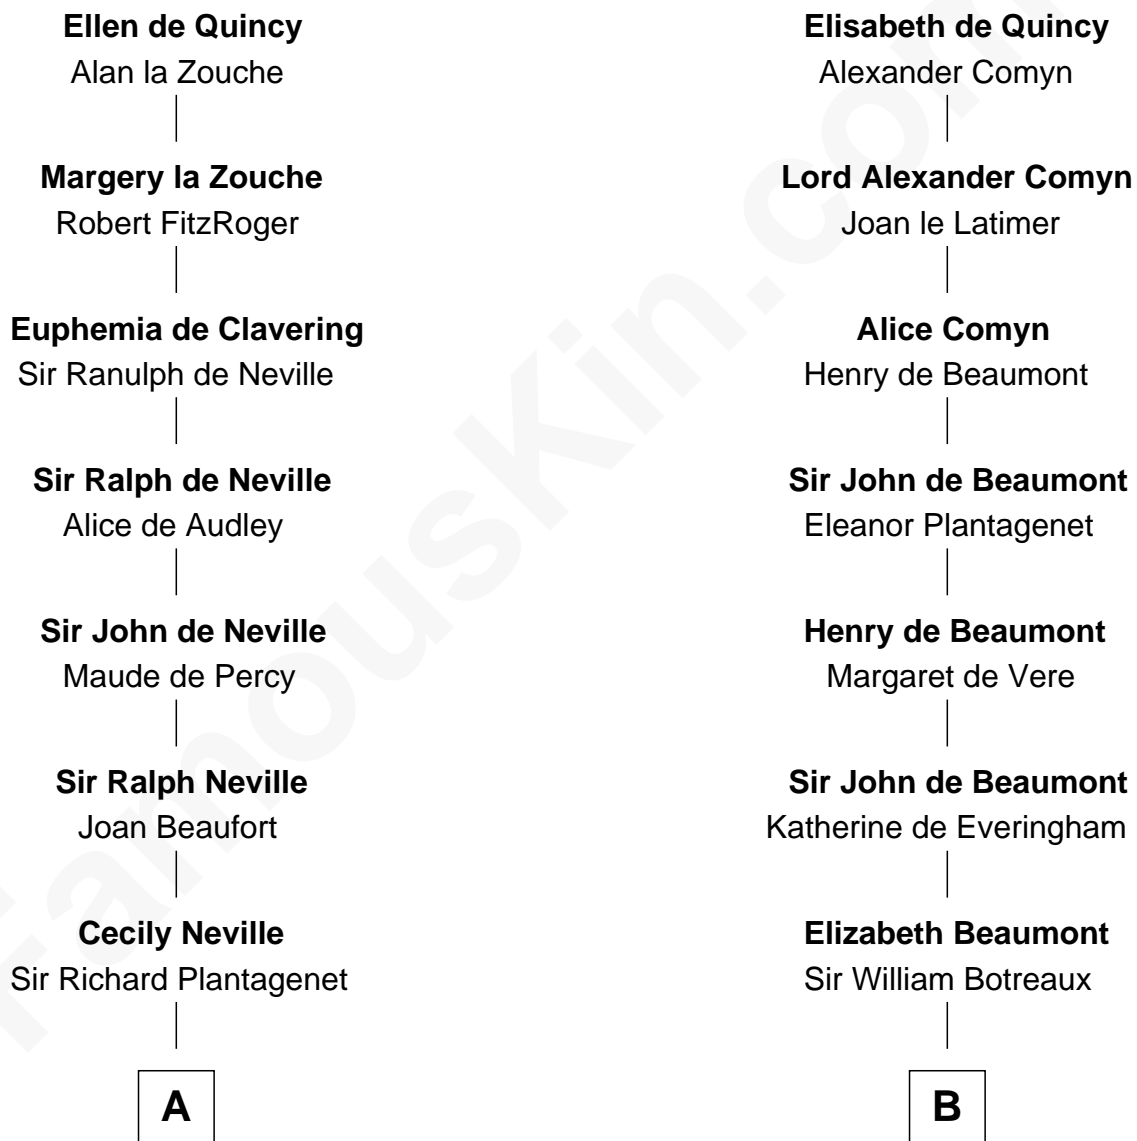 Ellen de Quincy
Alan la Zouche
Margery la Zouche
Robert FitzRoger
Euphemia de Clavering
Sir Ranulph de Neville
Sir Ralph de Neville
Alice de Audley
Sir John de Neville
Maude de Percy
Sir Ralph Neville
Joan Beaufort
Cecily Neville
Sir Richard Plantagenet
A
Elisabeth de Quincy
Alexander Comyn
Lord Alexander Comyn
Joan le Latimer
Alice Comyn
Henry de Beaumont
Sir John de Beaumont
Eleanor Plantagenet
Henry de Beaumont
Margaret de Vere
Sir John de Beaumont
Katherine de Everingham
Elizabeth Beaumont
Sir William Botreaux
B
FamousKin.com